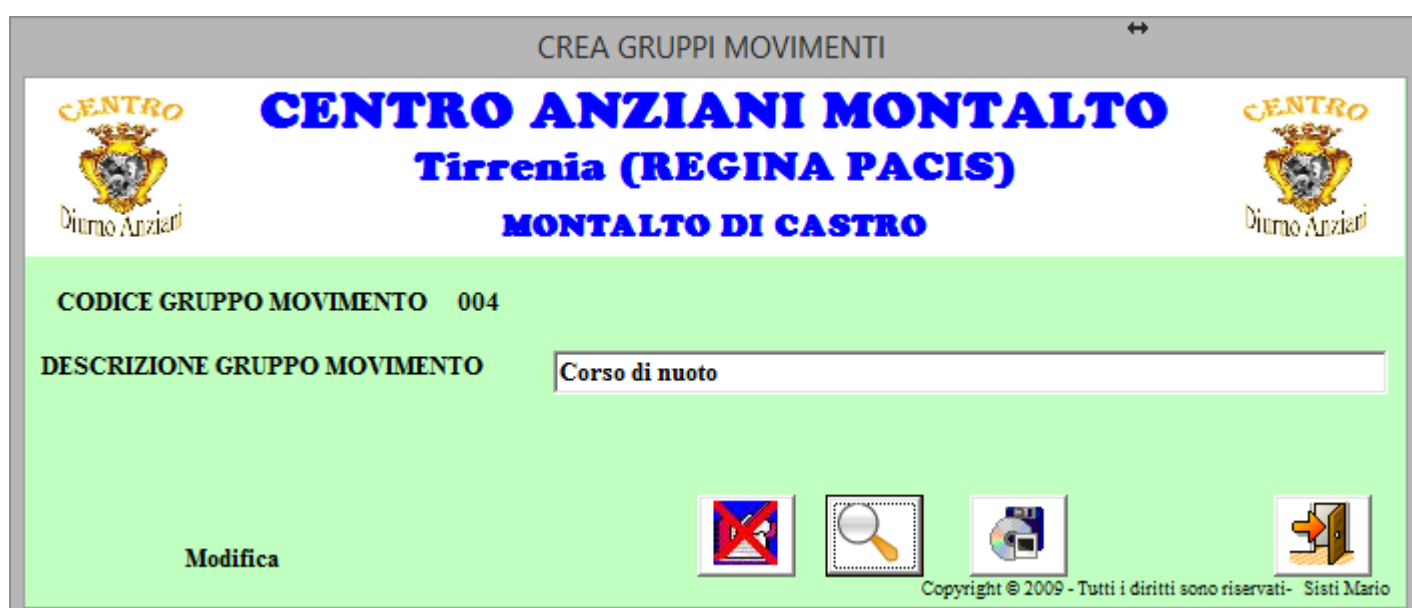 CREA GRUPPI MOVIMENTI
CENTRO
Diurno Anziani
CENTRO ANZIANI MONTALTO
Tirrenia (REGINA PACIS)
MONTALTO DI CASTRO
CENTRO
Diurno Anziani
CODICE GRUPPO MOVIMENTO 004
DESCRIZIONE GRUPPO MOVIMENTO Corso di nuoto
Modifica
Copyright © 2009 - Tutti i diritti sono riservati- Sisti Mario